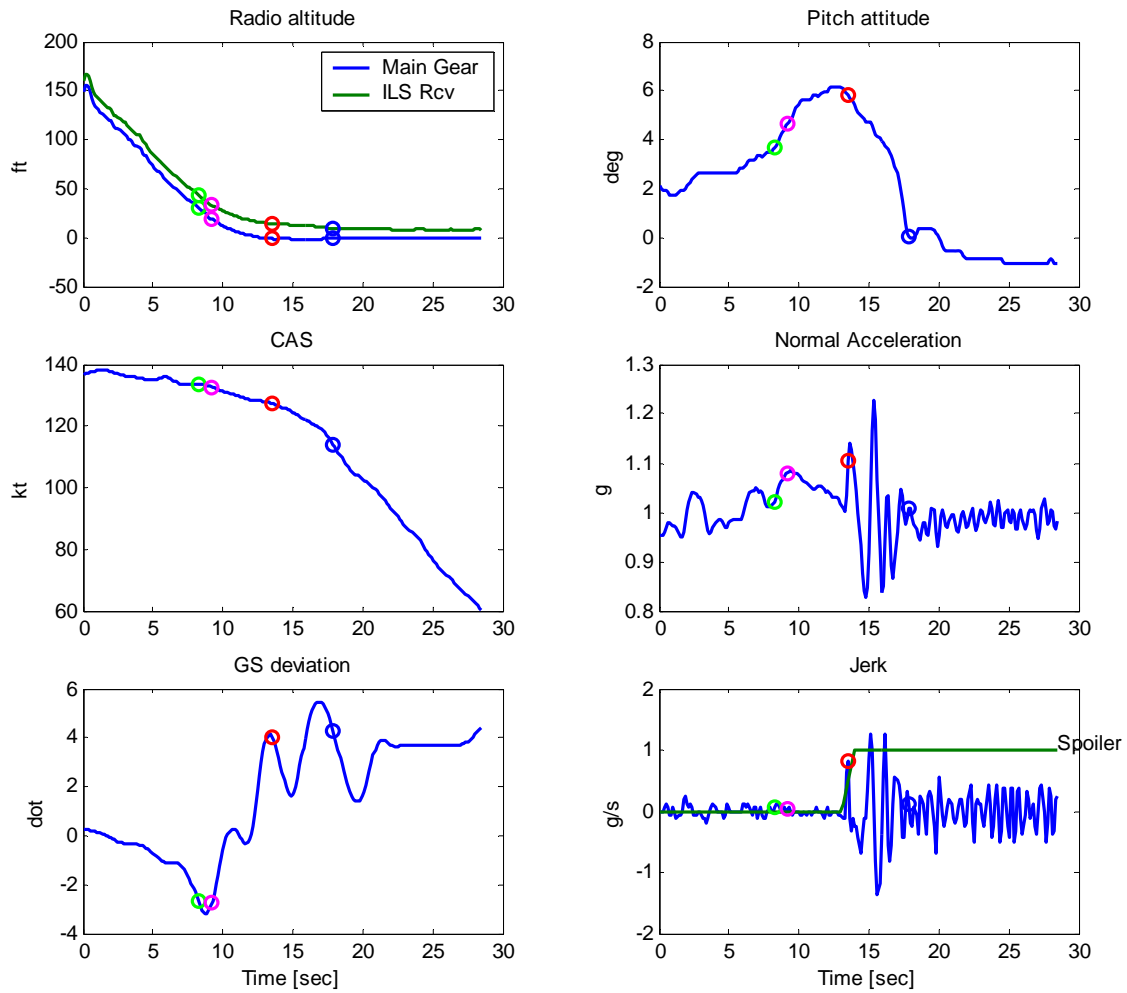 Radio altitude
200
150
100
50
0
-50
ft
Main Gear
ILS Rcv
0 5 10 15 20 25 30
Pitch attitude
8
6
4
2
0
-2
deg
0 5 10 15 20 25 30
CAS
140
120
100
80
60
kt
0 5 10 15 20 25 30
Normal Acceleration
1.3
1.2
1.1
1
0.9
0.8
g
0 5 10 15 20 25 30
GS deviation
6
4
2
0
-2
-4
dot
0 5 10 15 20 25 30
Time [sec]
Jerk
2
1
0
-1
-2
g/s
Spoiler
0 5 10 15 20 25 30
Time [sec]